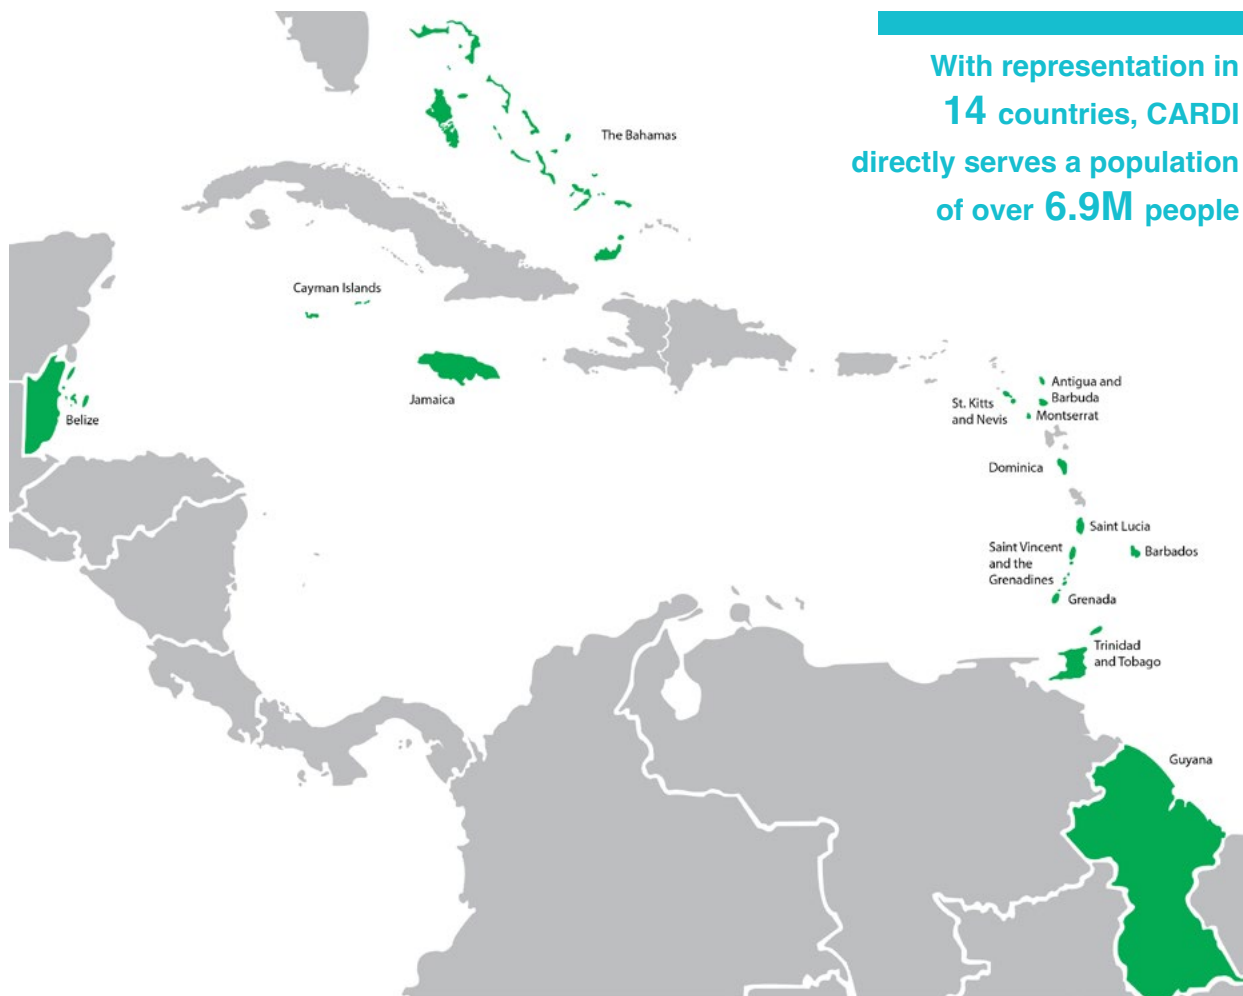 With representation in
14 countries, CARDI
directly serves a population
of over 6.9M people
The Bahamas
Cayman Islands
Jamaica
Belize
Antigua and
Barbuda
St. Kitts
and Nevis
Montserrat
Dominica
Saint Lucia
Saint Vincent
and the
Grenadines
Barbados
Grenada
Trinidad
and Tobago
Guyana